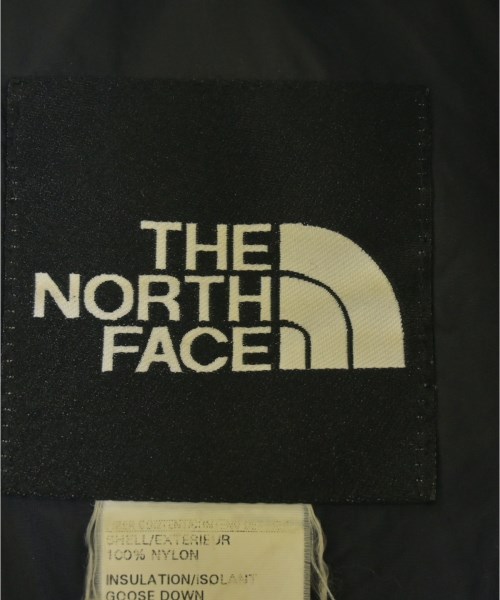 THE
NORTH
FACE
SHELL/EXTERIEUR
100% NYLON
INSULATION/ISOLANT
GOOSE DOWN